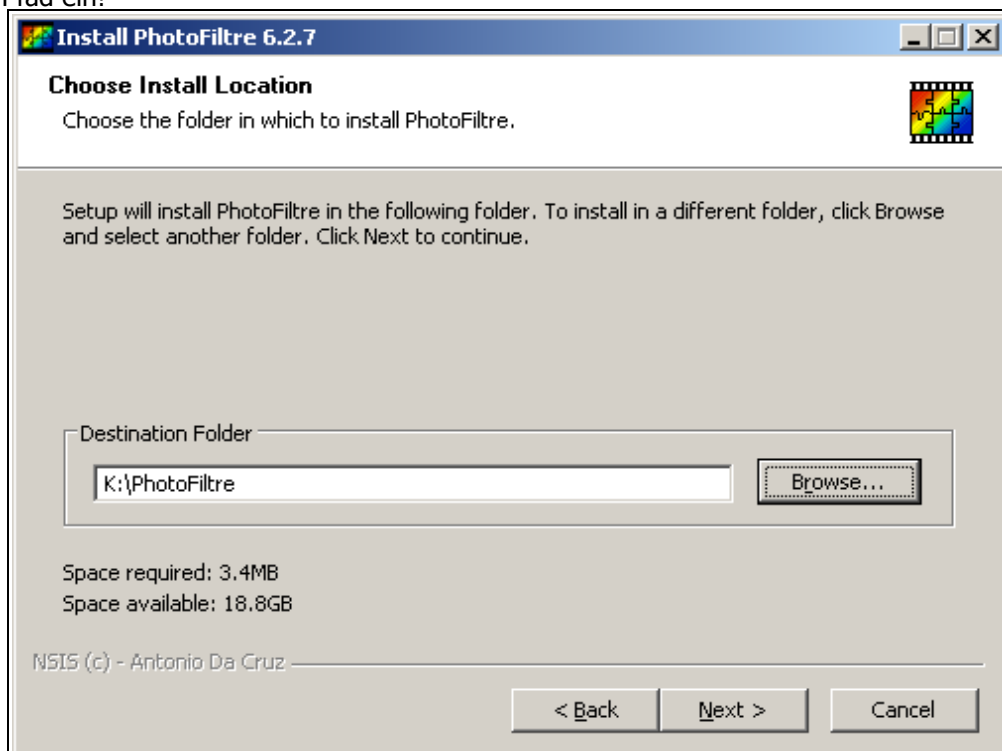 Install PhotoFiltre 6.2.7
Choose Install Location
Choose the folder in which to install PhotoFiltre.
Setup will install PhotoFiltre in the following folder. To install in a different folder, click Browse
and select another folder. Click Next to continue.
Destination Folder
K:\PhotoFiltre
Browse...
Space required: 3.4MB
Space available: 18.8GB
NSIS (c) - Antonio Da Cruz
< Back Next > Cancel